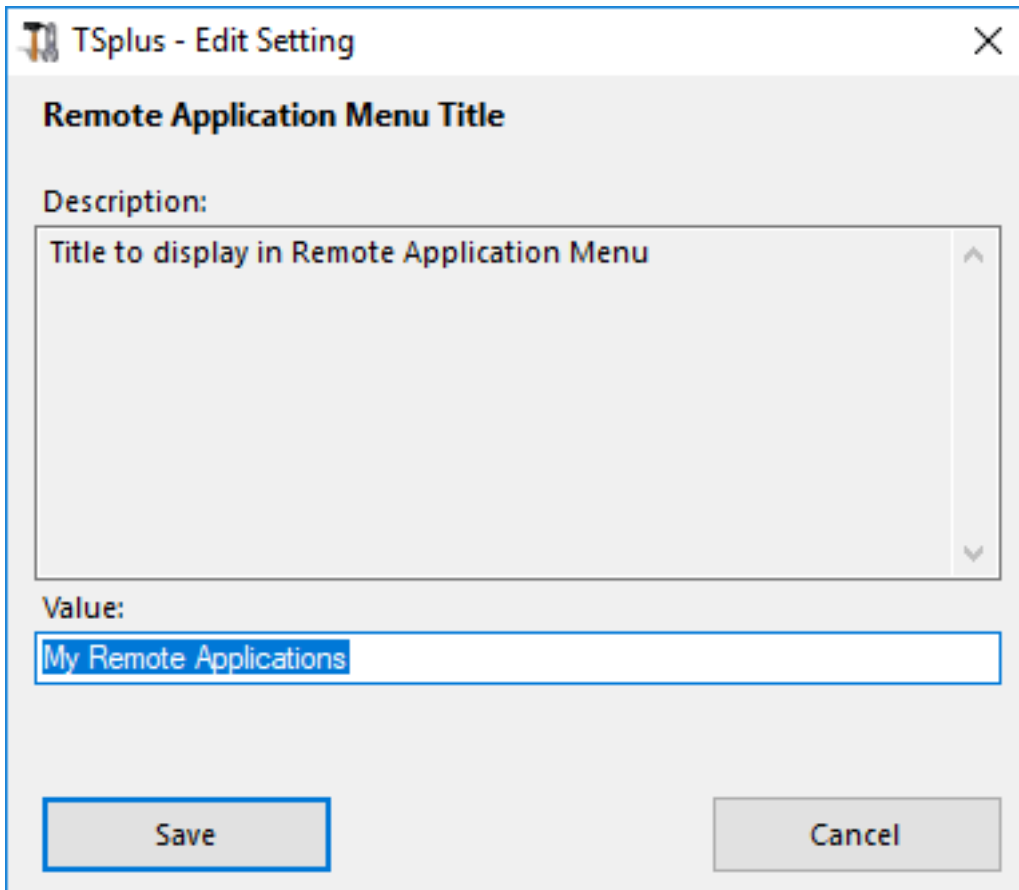 TSplus - Edit Setting
Remote Application Menu Title
Description:
Title to display in Remote Application Menu
Value:
My Remote Applications
Save
Cancel